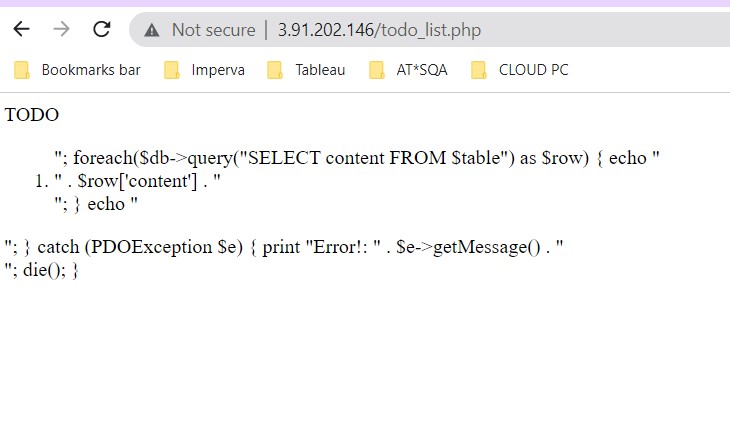 Not secure | 3.91.202.146/todo_list.php
Bookmarks bar Imperva Tableau AT*SQA CLOUD PC
TODO
"; foreach($db->query("SELECT content FROM $table") as $row) { echo "
1. " . $row['content'] . "
"; } echo "
"; } catch (PDOException $e) { print "Error!: " . $e->getMessage() . "
"; die(); }